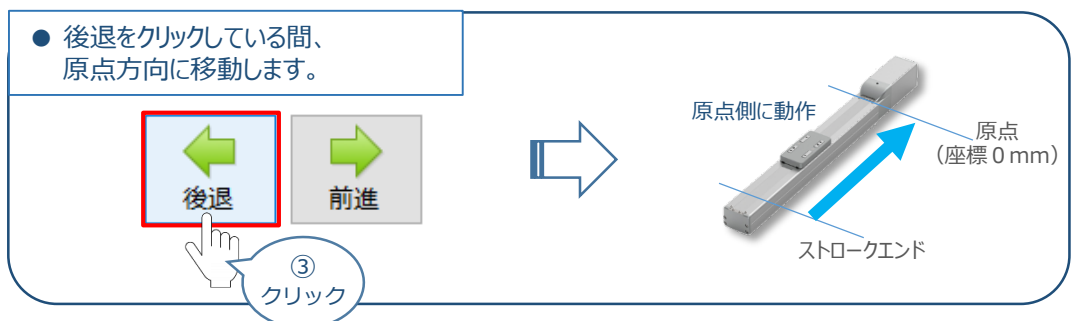 ● 後退をクリックしている間、
原点方向に移動します。
後退
前進
③
クリック
原点側に動作
原点
（座標０mm）
ストロークエンド